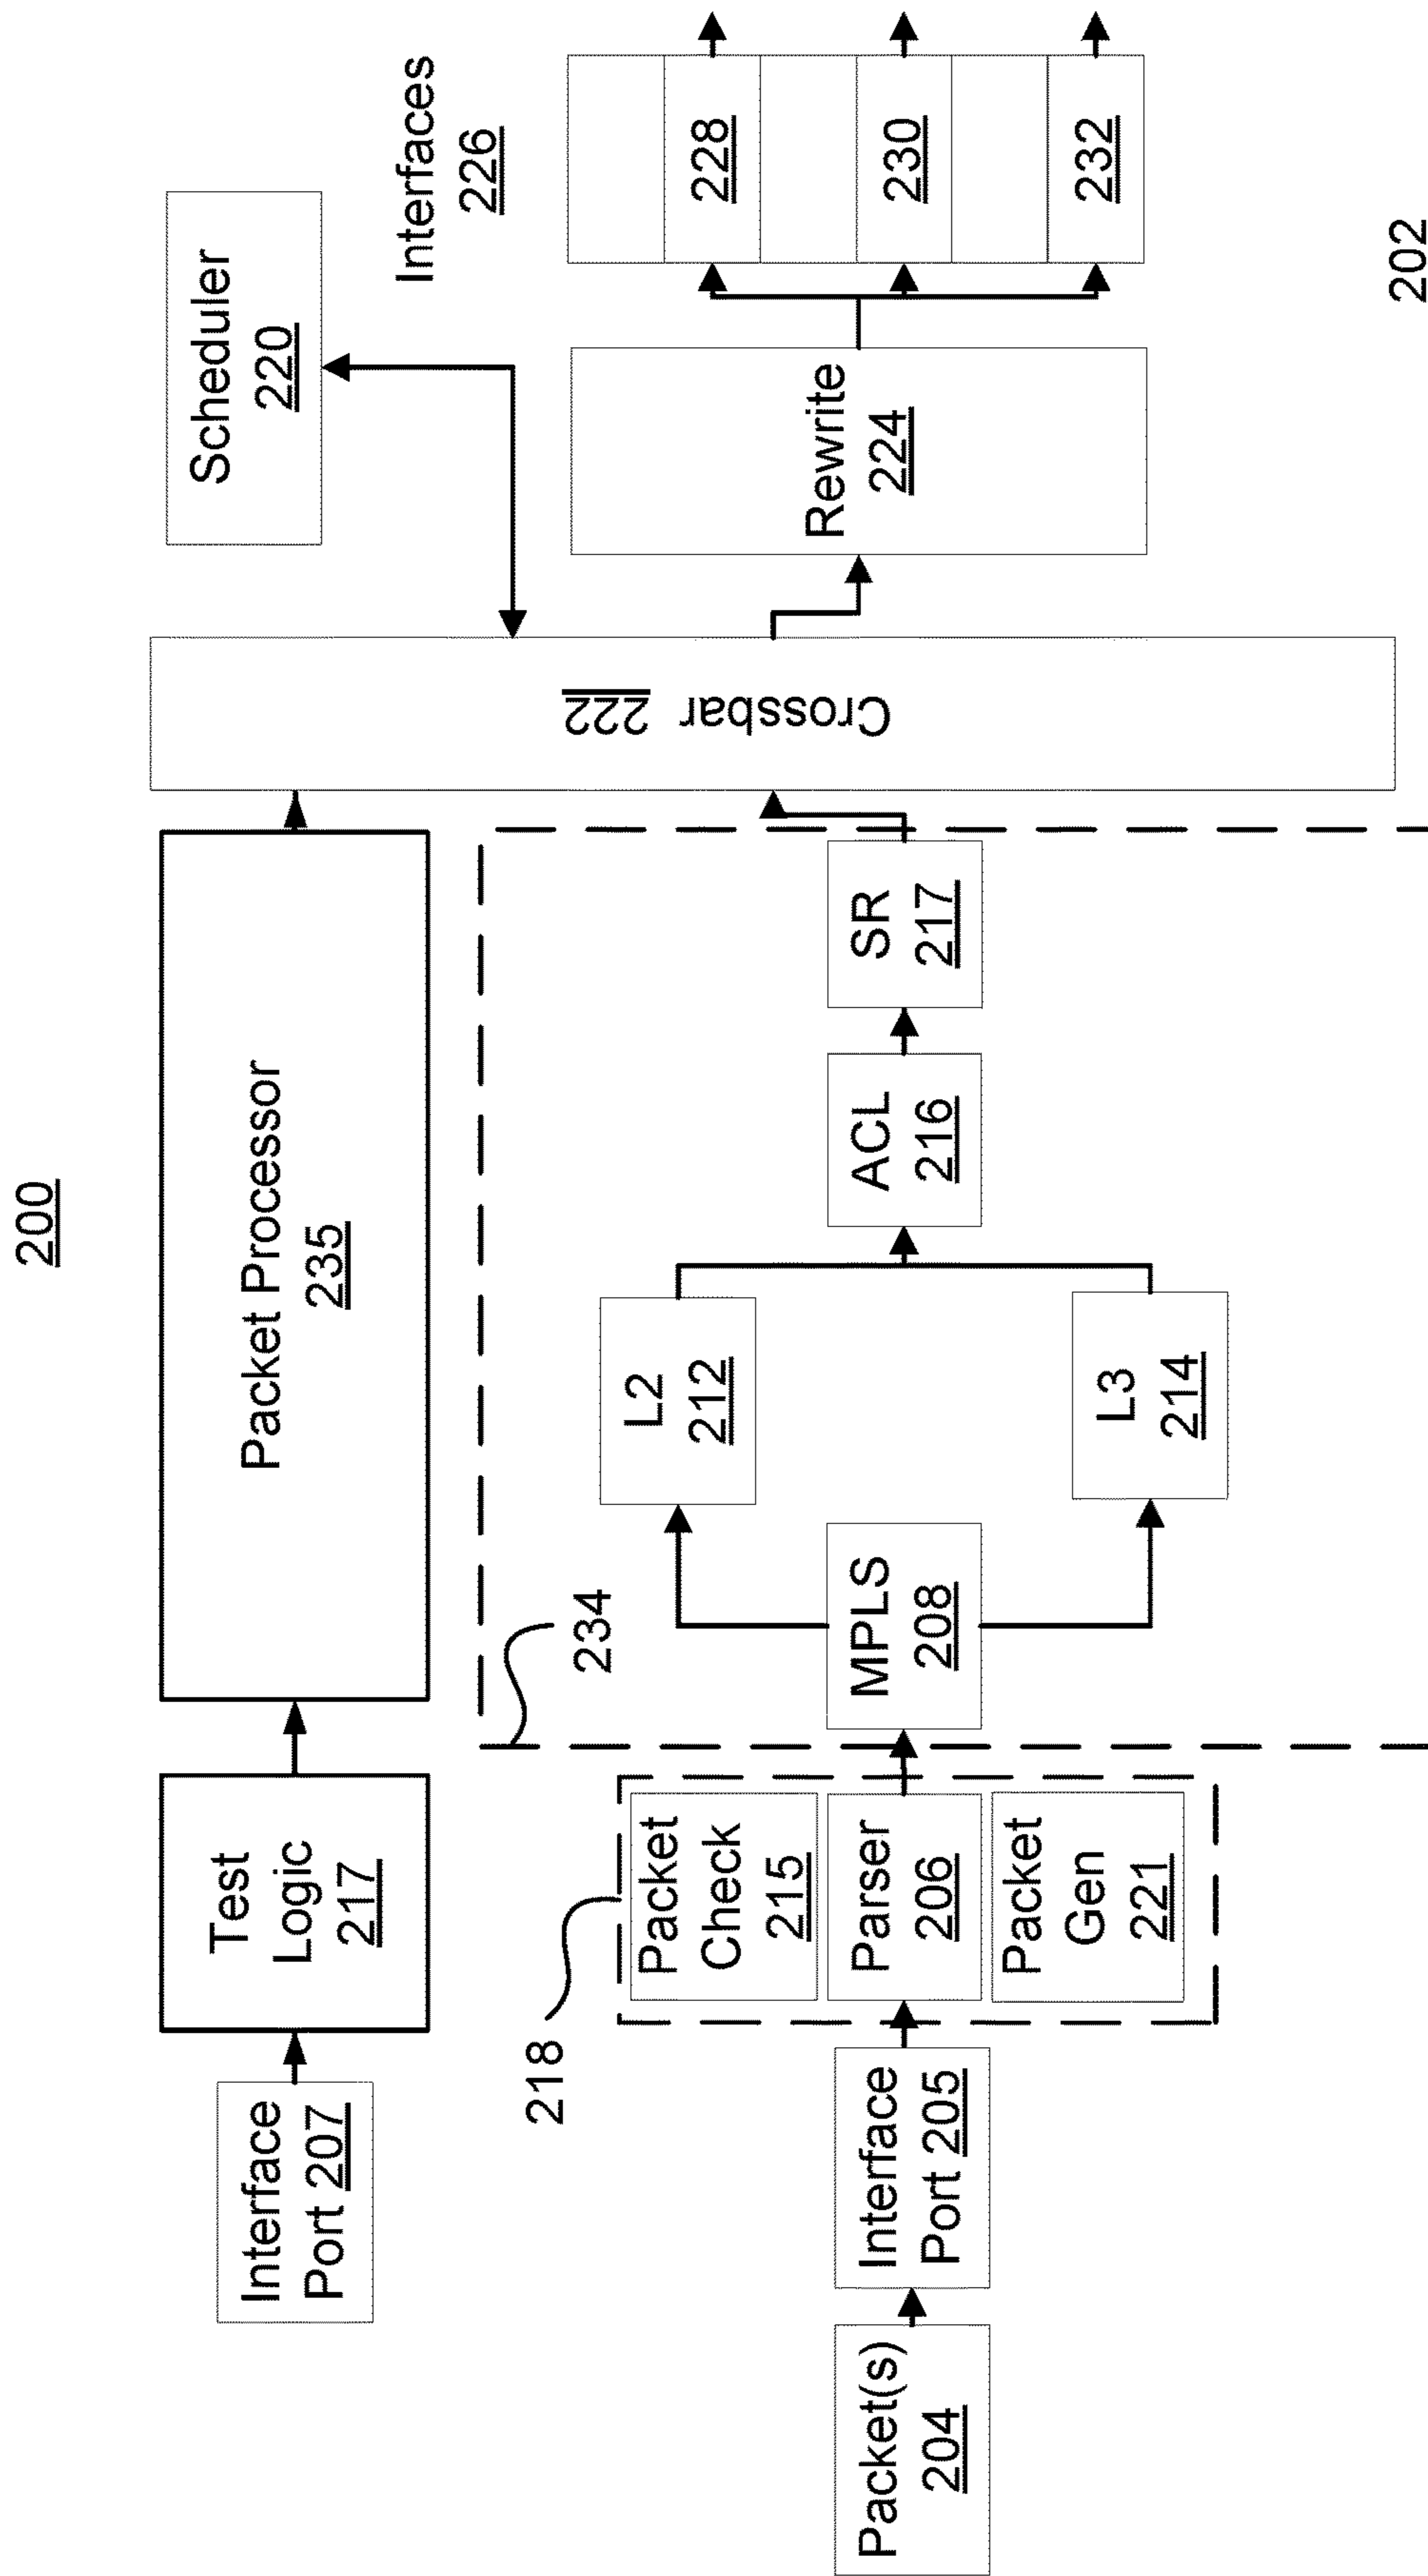 200
Interface
Port 207
Test
Logic
217
Packet Processor
235
Scheduler
220
Interfaces
226
218
234
Packet(s)
204
Interface
Port 205
Packet
Check
215
Parser
206
Packet
Gen
221
MPLS
208
L2
212
L3
214
ACL
216
SR
217
Crossbar 222
Rewrite
224
228
230
232
202